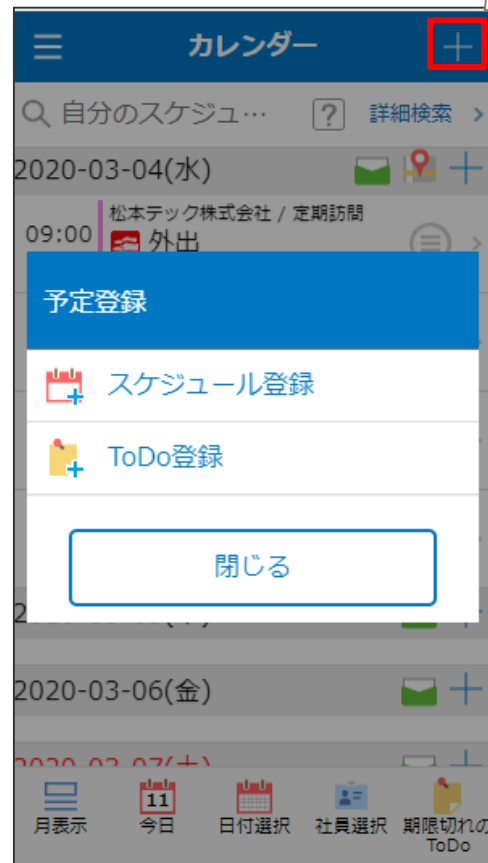 カレンダー
自分のスケジュ… ? 詳細検索
2020-03-04(水)
松本テック株式会社 / 定期訪問
09:00 外出
予定登録
スケジュール登録
ToDo登録
閉じる
2020-03-06(金)
2020-03-07(土)
11
月表示 今日 日付選択 社員選択 期限切れの
ToDo